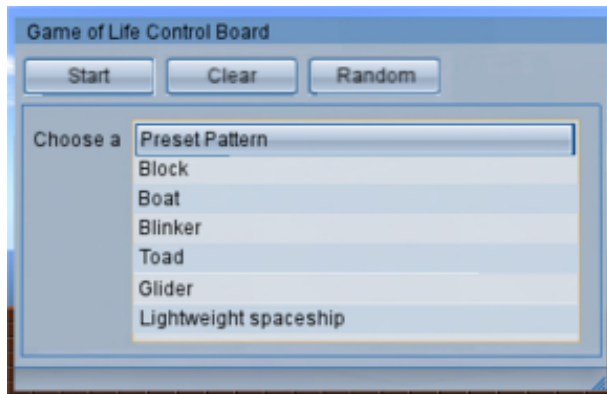 Game of Life Control Board
Start Clear Random
Choose a Preset Pattern
Block
Boat
Blinker
Toad
Glider
Lightweight spaceship